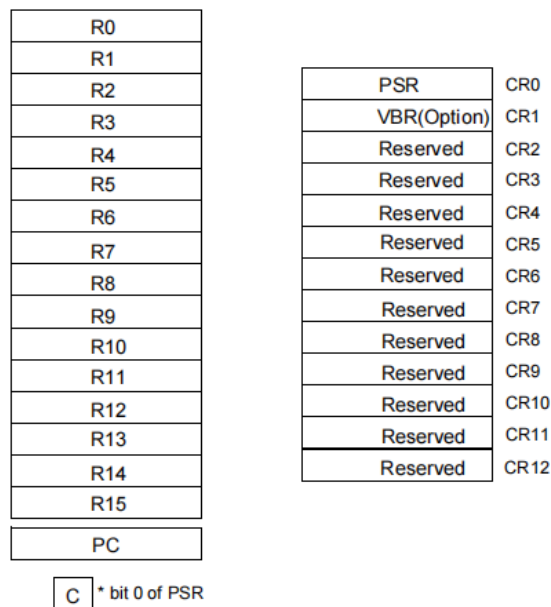 R0
R1
R2
R3
R4
R5
R6
R7
R8
R9
R10
R11
R12
R13
R14
R15
PC
C * bit 0 of PSR
PSR CR0
VBR(Option) CR1
Reserved CR2
Reserved CR3
Reserved CR4
Reserved CR5
Reserved CR6
Reserved CR7
Reserved CR8
Reserved CR9
Reserved CR10
Reserved CR11
Reserved CR12